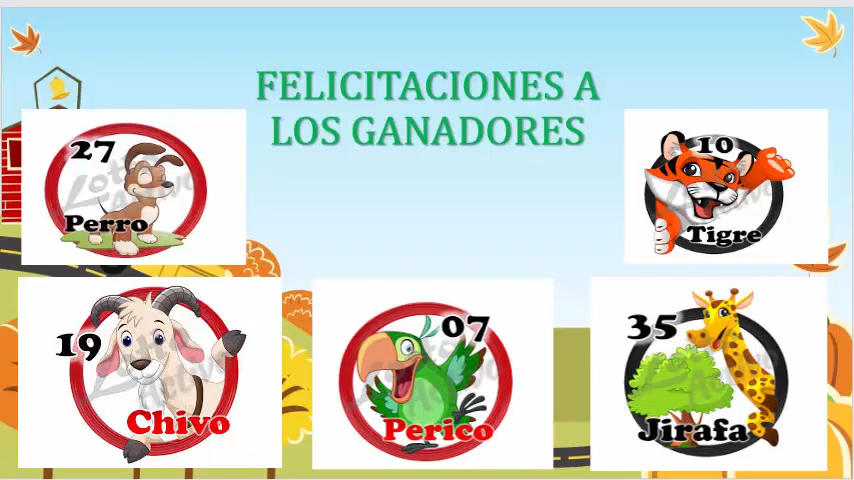 FELICITACIONES A
LOS GANADORES
27
Perro
10
Tigre
19
Chivo
07
Perico
35
Jirafa